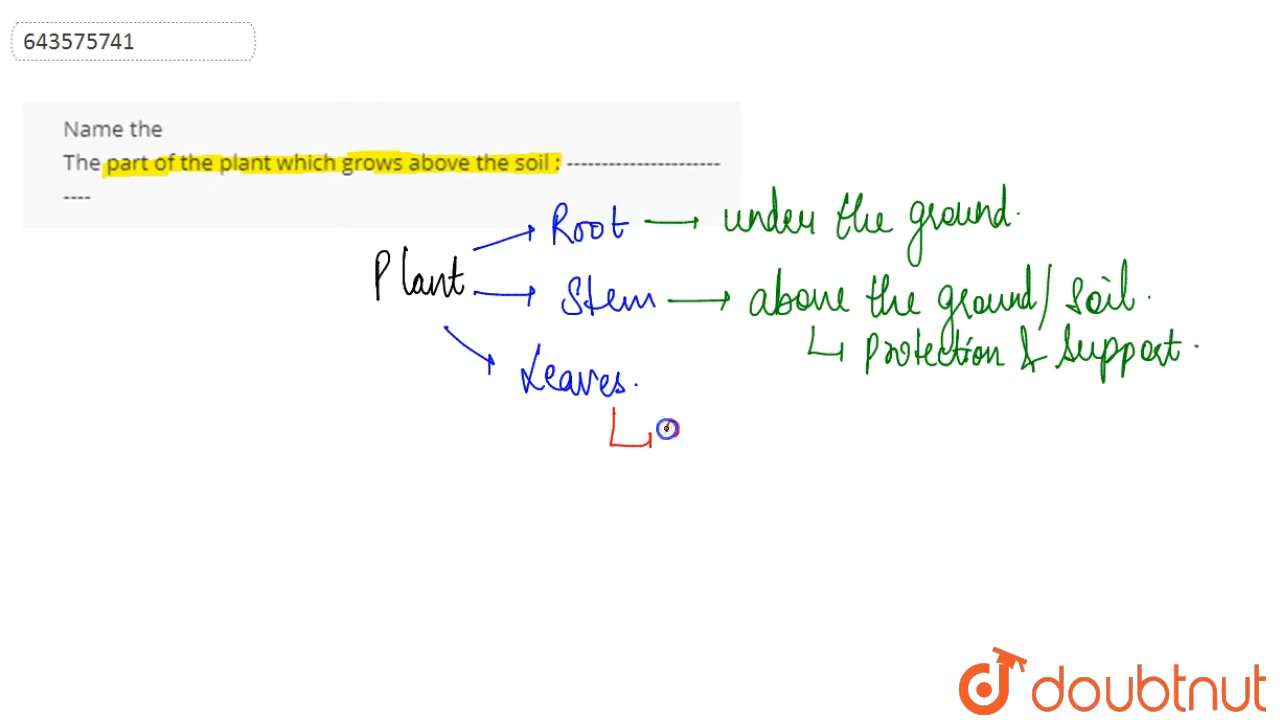 643575741
Name the
The part of the plant which grows above the soil : ----------------------
----
Root → under the ground.
Plant
Stem → above the ground/ soil.
↳ Protection & Support.
Leaves.
doubtnut